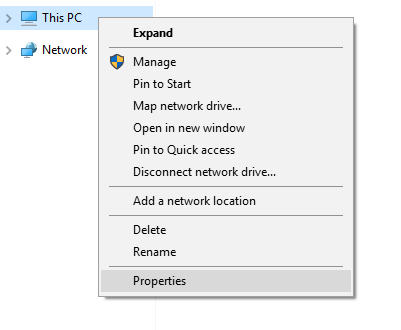 This PC
Network
Expand
Manage
Pin to Start
Map network drive...
Open in new window
Pin to Quick access
Disconnect network drive...
Add a network location
Delete
Rename
Properties